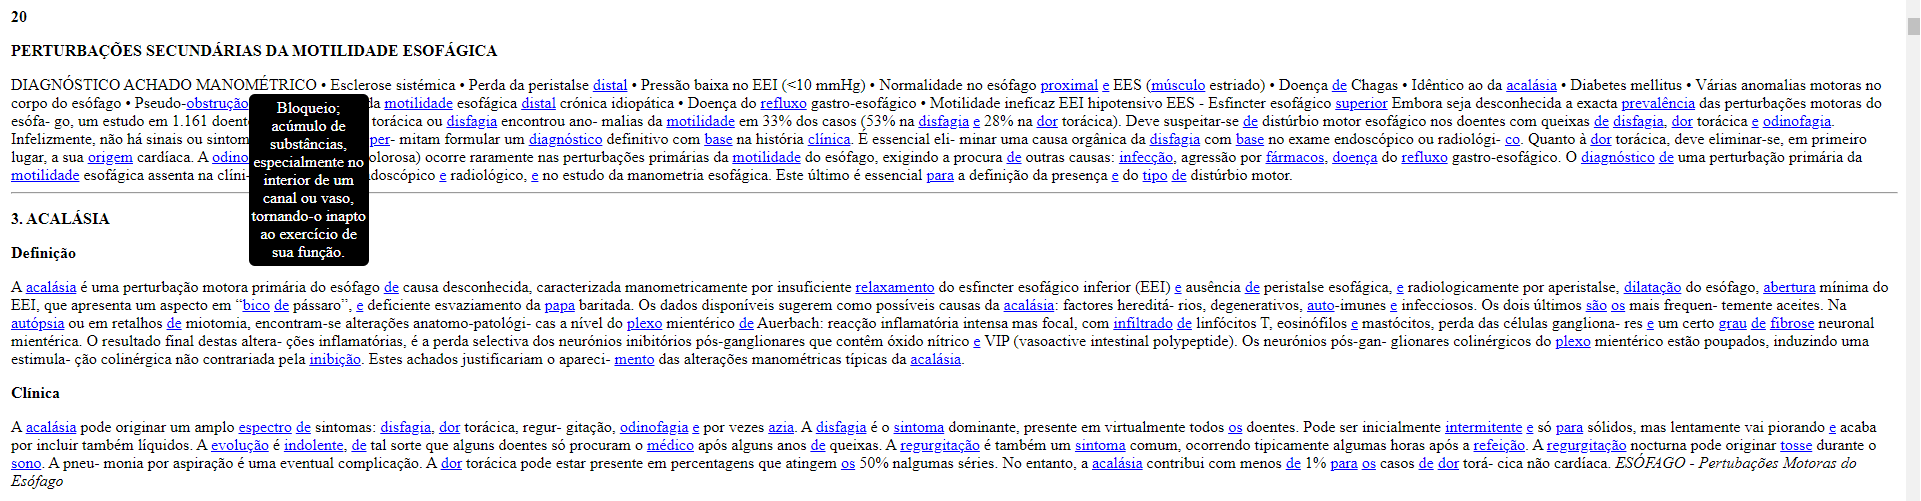 20
PERTURBAÇÕES SECUNDÁRIAS DA MOTILIDADE ESOFÁGICA
DIAGNÓSTICO ACHADO MANOMÉTRICO • Esclerose sistémica • Perda da peristalse distal • Pressão baixa no EEI (<10 mmHg) • Normalidade no esófago proximal e EES (músculo estriado) • Doença de Chagas • Idêntico ao da acalásia • Diabetes mellitus • Várias anomalias motoras no
corpo do esófago • Pseudo-obstrução da motilidade esofágica distal crónica idiopática • Doença do refluxo gastro-esofágico • Motilidade ineficaz EEI hipotensivo EES - Esfincter esofágico superior Embora seja desconhecida a exacta prevalência das perturbações motoras do
esófa- go, um estudo em 1.161 doent torácica ou disfagia encontrou ano- malias da motilidade em 33% dos casos (53% na disfagia e 28% na dor torácica). Deve suspeitar-se de distúrbio motor esofágico nos doentes com queixas de disfagia, dor torácica e odinofagia.
Infelizmente, não há sinais ou sintom per- mitam formular um diagnóstico definitivo com base na história clínica. É essencial eli- minar uma causa orgânica da disfagia com base no exame endoscópico ou radiológi- co. Quanto à dor torácica, deve eliminar-se, em primeiro
lugar, a sua origem cardíaca. A odino olorosa) ocorre raramente nas perturbações primárias da motilidade do esófago, exigindo a procura de outras causas: infecção, agressão por fármacos, doença do refluxo gastro-esofágico. O diagnóstico de uma perturbação primária da
motilidade esofágica assenta na clíni- doscópico e radiológico, e no estudo da manometria esofágica. Este último é essencial para a definição da presença e do tipo de distúrbio motor.
Bloqueio;
acúmulo de
substâncias,
especialmente no
interior de um
canal ou vaso,
tornando-o inapto
ao exercício de
sua função.
3. ACALÁSIA
Definição
A acalásia é uma perturbação motora primária do esófago de causa desconhecida, caracterizada manometricamente por insuficiente relaxamento do esfincter esofágico inferior (EEI) e ausência de peristalse esofágica, e radiologicamente por aperistalse, dilatação do esófago, abertura mínima do
EEI, que apresenta um aspecto em “bico de pássaro”, e deficiente esvaziamento da papa baritada. Os dados disponíveis sugerem como possíveis causas da acalásia: factores hereditá- rios, degenerativos, auto-imunes e infecciosos. Os dois últimos são os mais frequen- temente aceites. Na
autópsia ou em retalhos de miotomia, encontram-se alterações anatomo-patológi- cas a nível do plexo mientérico de Auerbach: reacção inflamatória intensa mas focal, com infiltrado de linfócitos T, eosinófilos e mastócitos, perda das células gangliona- res e um certo grau de fibrose neuronal
mientérica. O resultado final destas altera- ções inflamatórias, é a perda selectiva dos neurónios inibitórios pós-ganglionares que contêm óxido nítrico e VIP (vasoactive intestinal polypeptide). Os neurónios pós-gan- glionares colinérgicos do plexo mientérico estão poupados, induzindo uma
estimula- ção colinérgica não contrariada pela inibição. Estes achados justificariam o apareci- mento das alterações manométricas típicas da acalásia.
Clínica
A acalásia pode originar um amplo espectro de sintomas: disfagia, dor torácica, regur- gitação, odinofagia e por vezes azia. A disfagia é o sintoma dominante, presente em virtualmente todos os doentes. Pode ser inicialmente intermitente e só para sólidos, mas lentamente vai piorando e acaba
por incluir também líquidos. A evolução é indolente, de tal sorte que alguns doentes só procuram o médico após alguns anos de queixas. A regurgitação é também um sintoma comum, ocorrendo tipicamente algumas horas após a refeição. A regurgitação nocturna pode originar tosse durante o
sono. A pneu- monia por aspiração é uma eventual complicação. A dor torácica pode estar presente em percentagens que atingem os 50% nalgumas séries. No entanto, a acalásia contribui com menos de 1% para os casos de dor torá- cica não cardíaca. ESÓFAGO - Pertubações Motoras do
Esófago